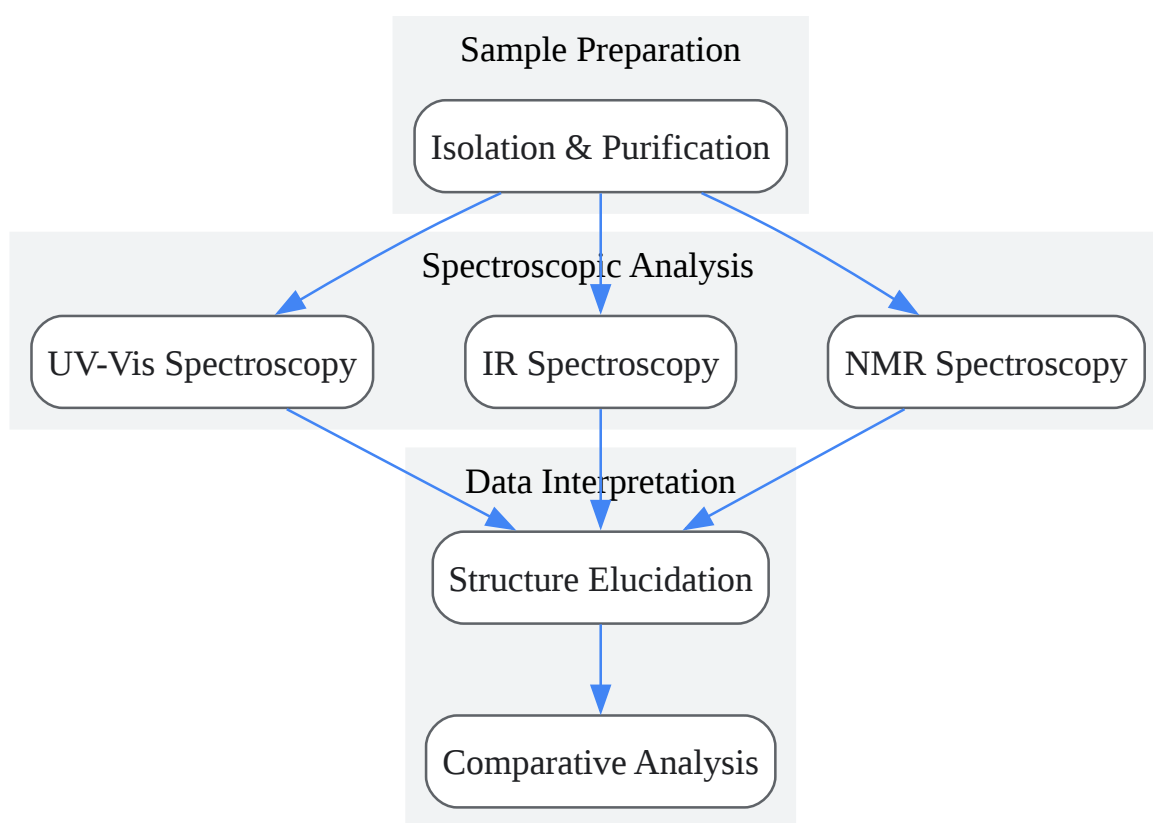 Sample Preparation
Isolation & Purification
Spectroscopic Analysis
UV-Vis Spectroscopy
IR Spectroscopy
NMR Spectroscopy
Data Interpretation
Structure Elucidation
Comparative Analysis